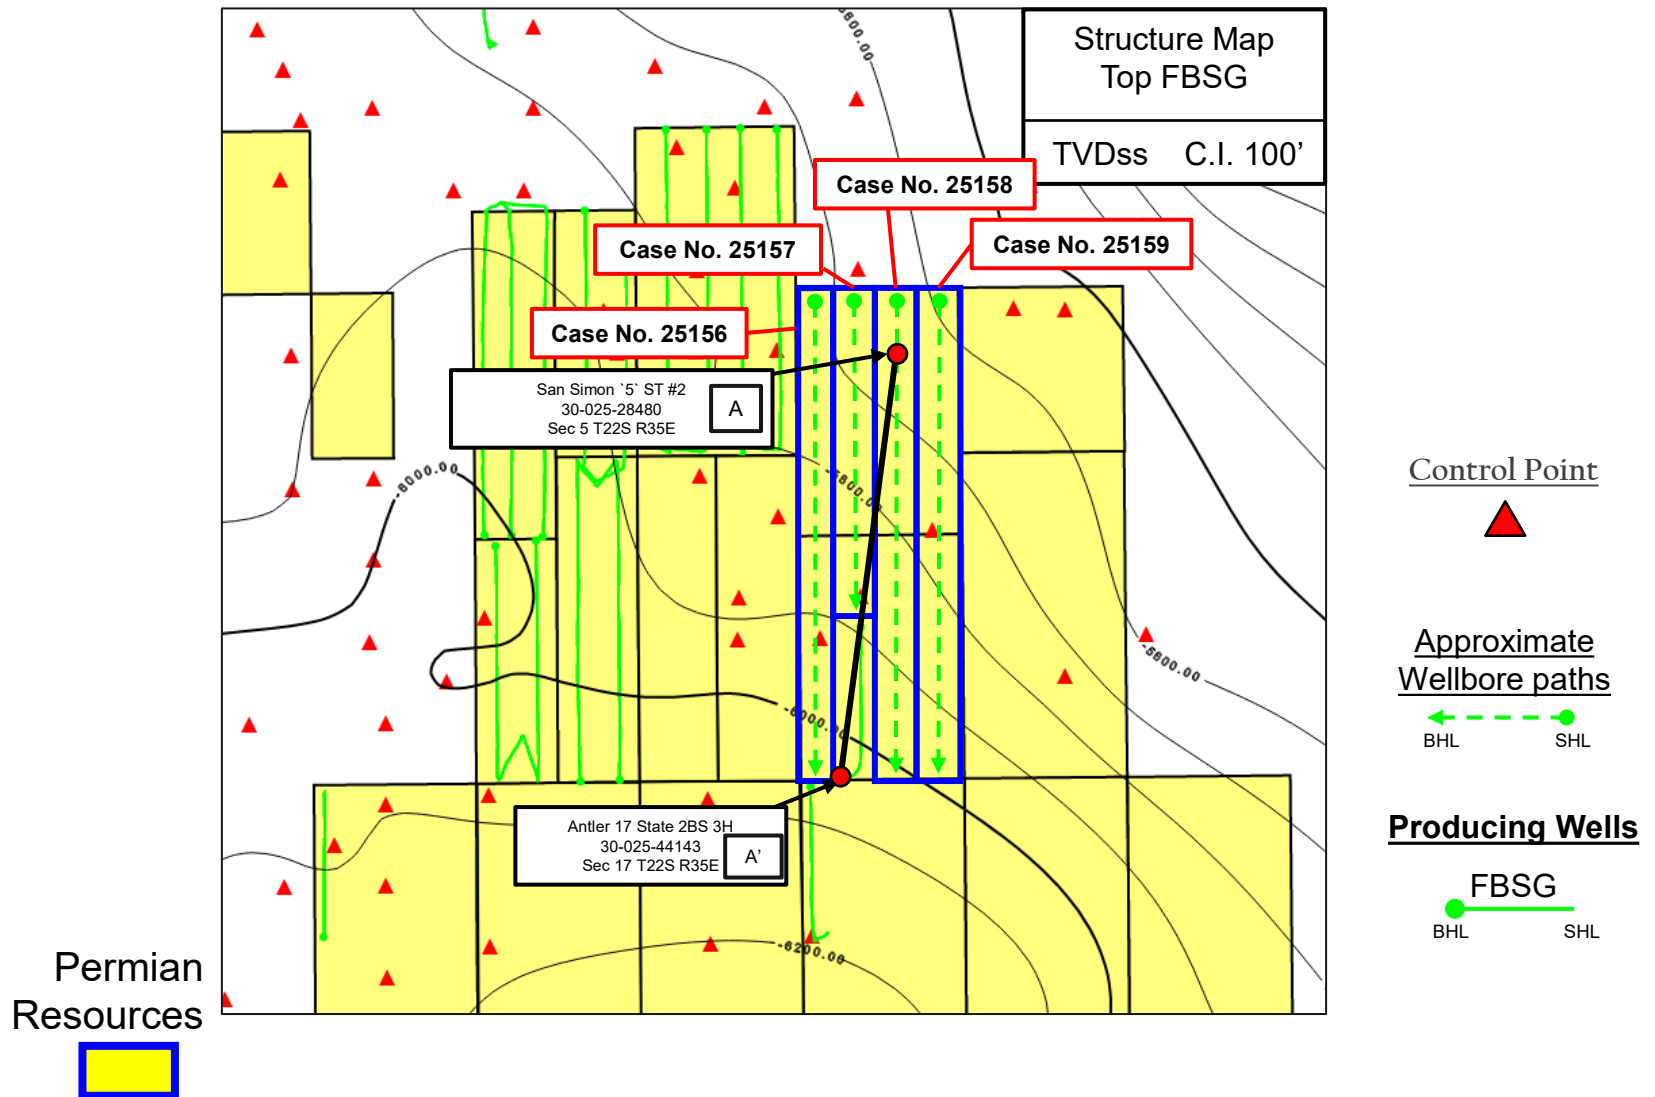 Structure Map
Top FBSG
TVDss C.I. 100’
-5600.00
Case No. 25158
Case No. 25157
Case No. 25159
Case No. 25156
San Simon `5` ST #2
30-025-28480
Sec 5 T22S R35E
A
-6000.00
-5800.00
-5600.00
-6000.00
Antler 17 State 2BS 3H
30-025-44143
Sec 17 T22S R35E
A’
-6200.00
Control Point
Approximate
Wellbore paths
BHL SHL
Producing Wells
FBSG
BHL SHL
Permian
Resources